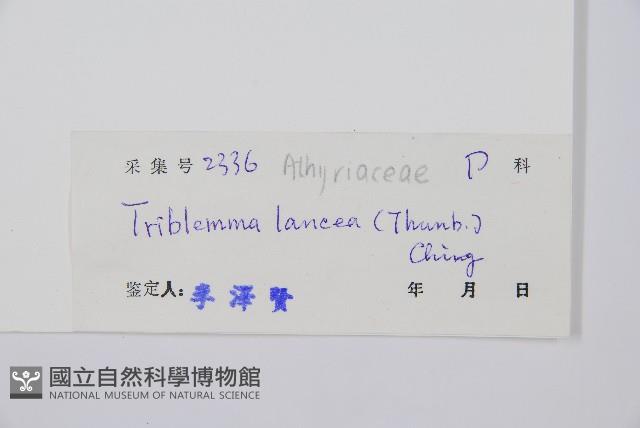 采集号 2336 Athyriaceae P 科
Triblemma lancea (Thunb.)
Ching
鉴定人: 李泽贤 年 月 日
國立自然科學博物館
NATIONAL MUSEUM OF NATURAL SCIENCE